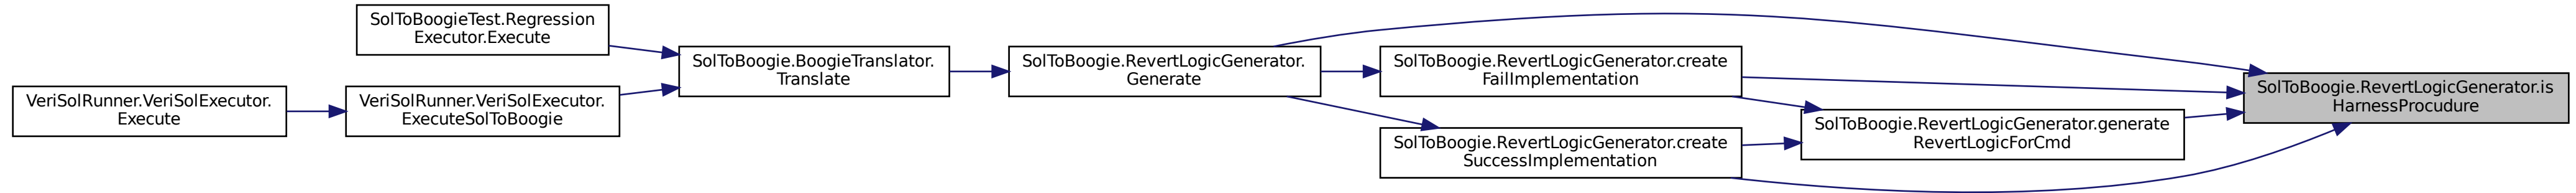 SolToBoogieTest.Regression
Executor.Execute
VeriSolRunner.VeriSolExecutor.
Execute
VeriSolRunner.VeriSolExecutor.
ExecuteSolToBoogie
SolToBoogie.BoogieTranslator.
Translate
SolToBoogie.RevertLogicGenerator.
Generate
SolToBoogie.RevertLogicGenerator.create
FailImplementation
SolToBoogie.RevertLogicGenerator.create
SuccessImplementation
SolToBoogie.RevertLogicGenerator.generate
RevertLogicForCmd
SolToBoogie.RevertLogicGenerator.is
HarnessProcudure